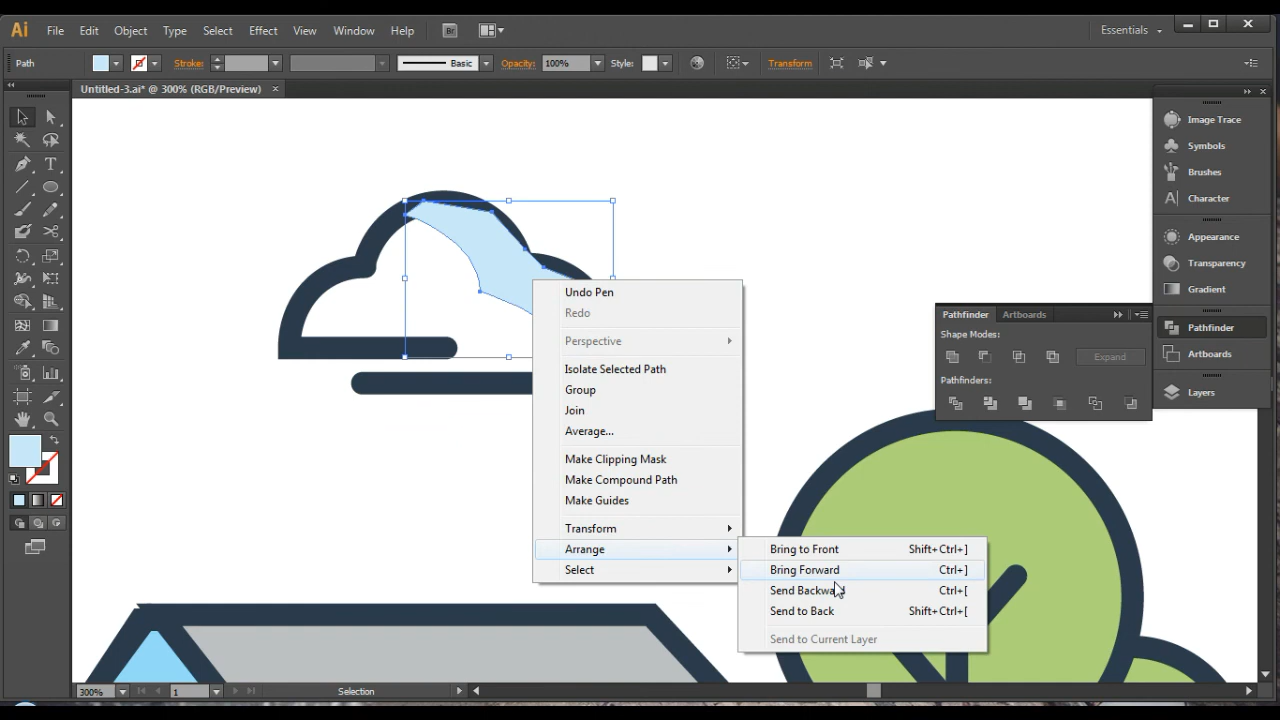 Ai File Edit Object Type Select Effect View Window Help Br Essentials
Path Stroke: Basic Opacity: 100% Style: Transform
Untitled-3.ai* @ 300% (RGB/Preview) ×
Image Trace
Symbols
Brushes
Character
Appearance
Transparency
Gradient
Pathfinder
Artboards
Layers
Pathfinder Artboards
Shape Modes:
Expand
Pathfinders:
Undo Pen
Redo
Perspective
Isolate Selected Path
Group
Join
Average...
Make Clipping Mask
Make Compound Path
Make Guides
Transform
Arrange
Select
Bring to Front Shift+Ctrl+]
Bring Forward Ctrl+]
Send Backward Ctrl+[
Send to Back Shift+Ctrl+[
Send to Current Layer
300% 1 Selection